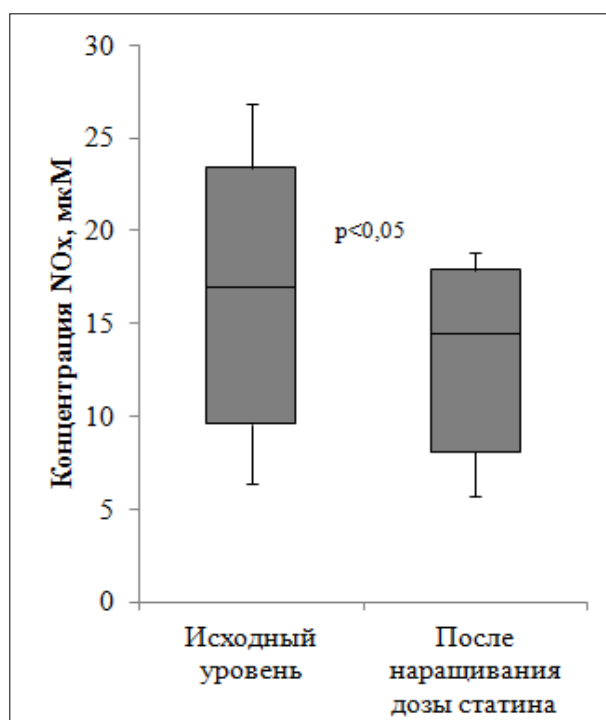 Концентрация NOx, мкМ
30
25
20
15
10
5
0
p<0,05
Исходный
уровень
После
наращивания
дозы статина